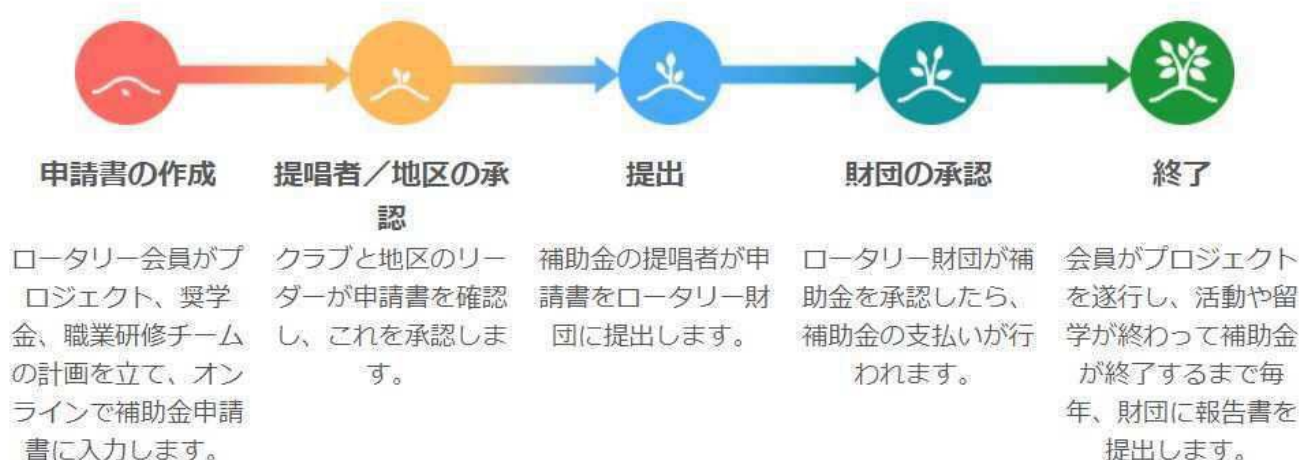 申請書の作成
ロータリー会員がプ
ロジェクト、奨学
金、職業研修チーム
の計画を立て、オン
ラインで補助金申請
書に入力します。
提唱者／地区の承
認
クラブと地区のリー
ダーが申請書を確認
し、これを承認しま
す。
提出
補助金の提唱者が申
請書をロータリー財
団に提出します。
財団の承認
ロータリー財団が補
助金を承認したら、
補助金の支払いが行
われます。
終了
会員がプロジェクト
を遂行し、活動や留
学が終わって補助金
が終了するまで毎
年、財団に報告書を
提出します。